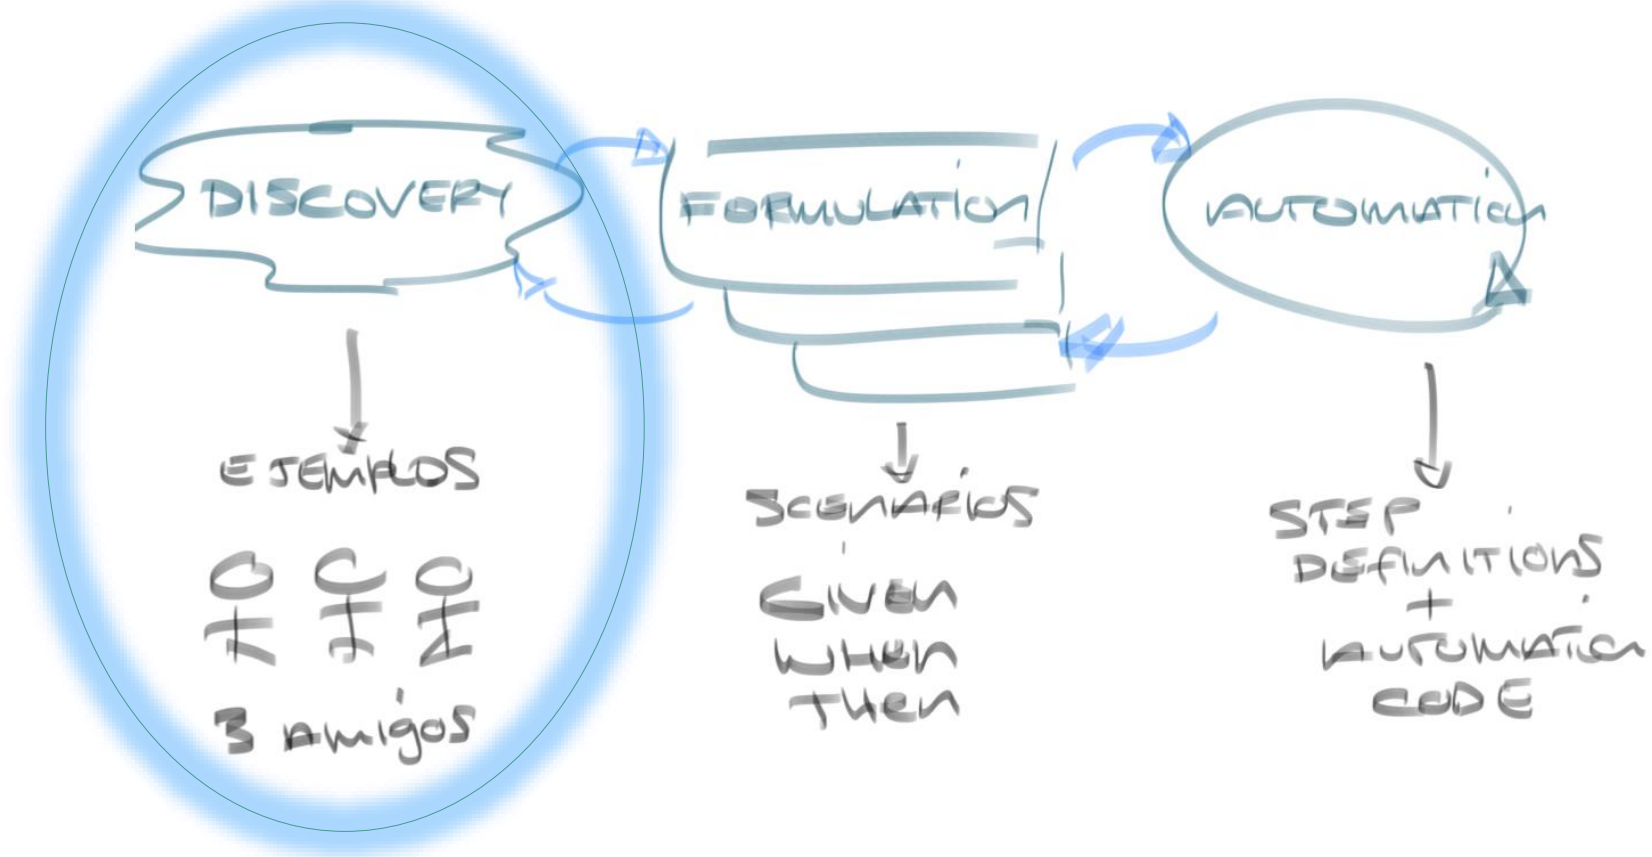 DISCOVERY
FORMULATiON
AUTOMATiON
EJEMPLOS
3 AMiGOS
SCENARiOS
GiVEN
WHEN
THEN
STEP
DEFiNiTiONS
+
AUTOMATiON
CODE